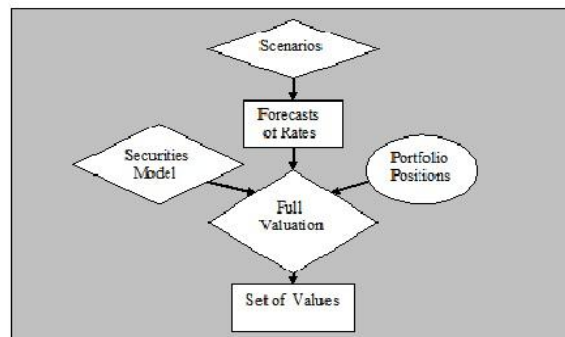 Scenarios
Forecasts
of Rates
Securities
Model
Portfolio
Positions
Full
Valuation
Set of Values